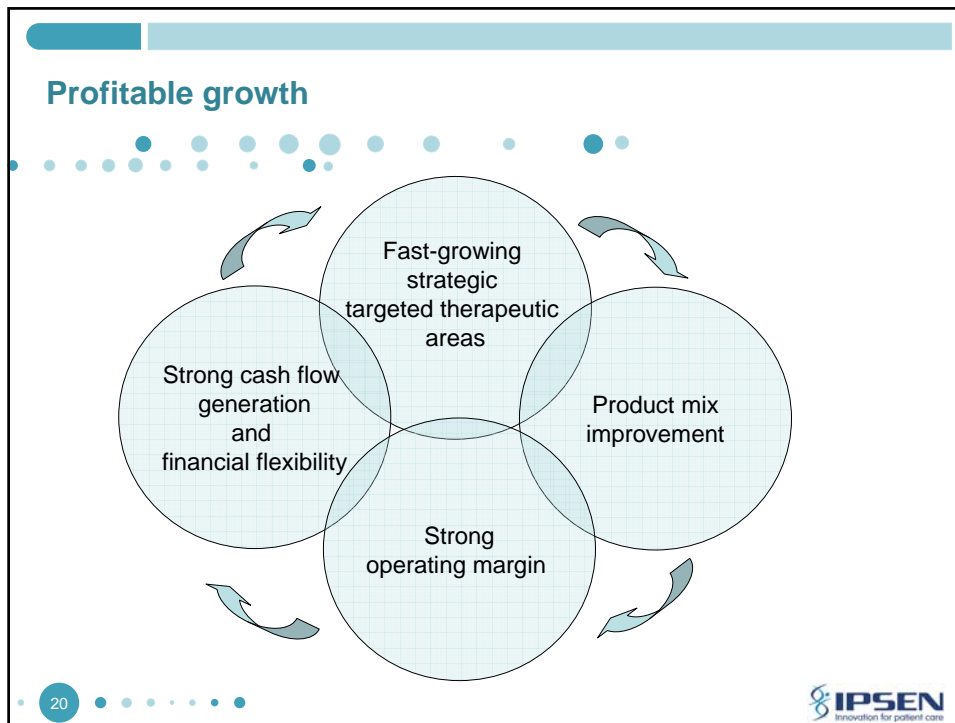 Profitable growth
Fast-growing
strategic
targeted therapeutic
areas
Strong cash flow
generation
and
financial flexibility
Product mix
improvement
Strong
operating margin
20
IPSEN
Innovation for patient care